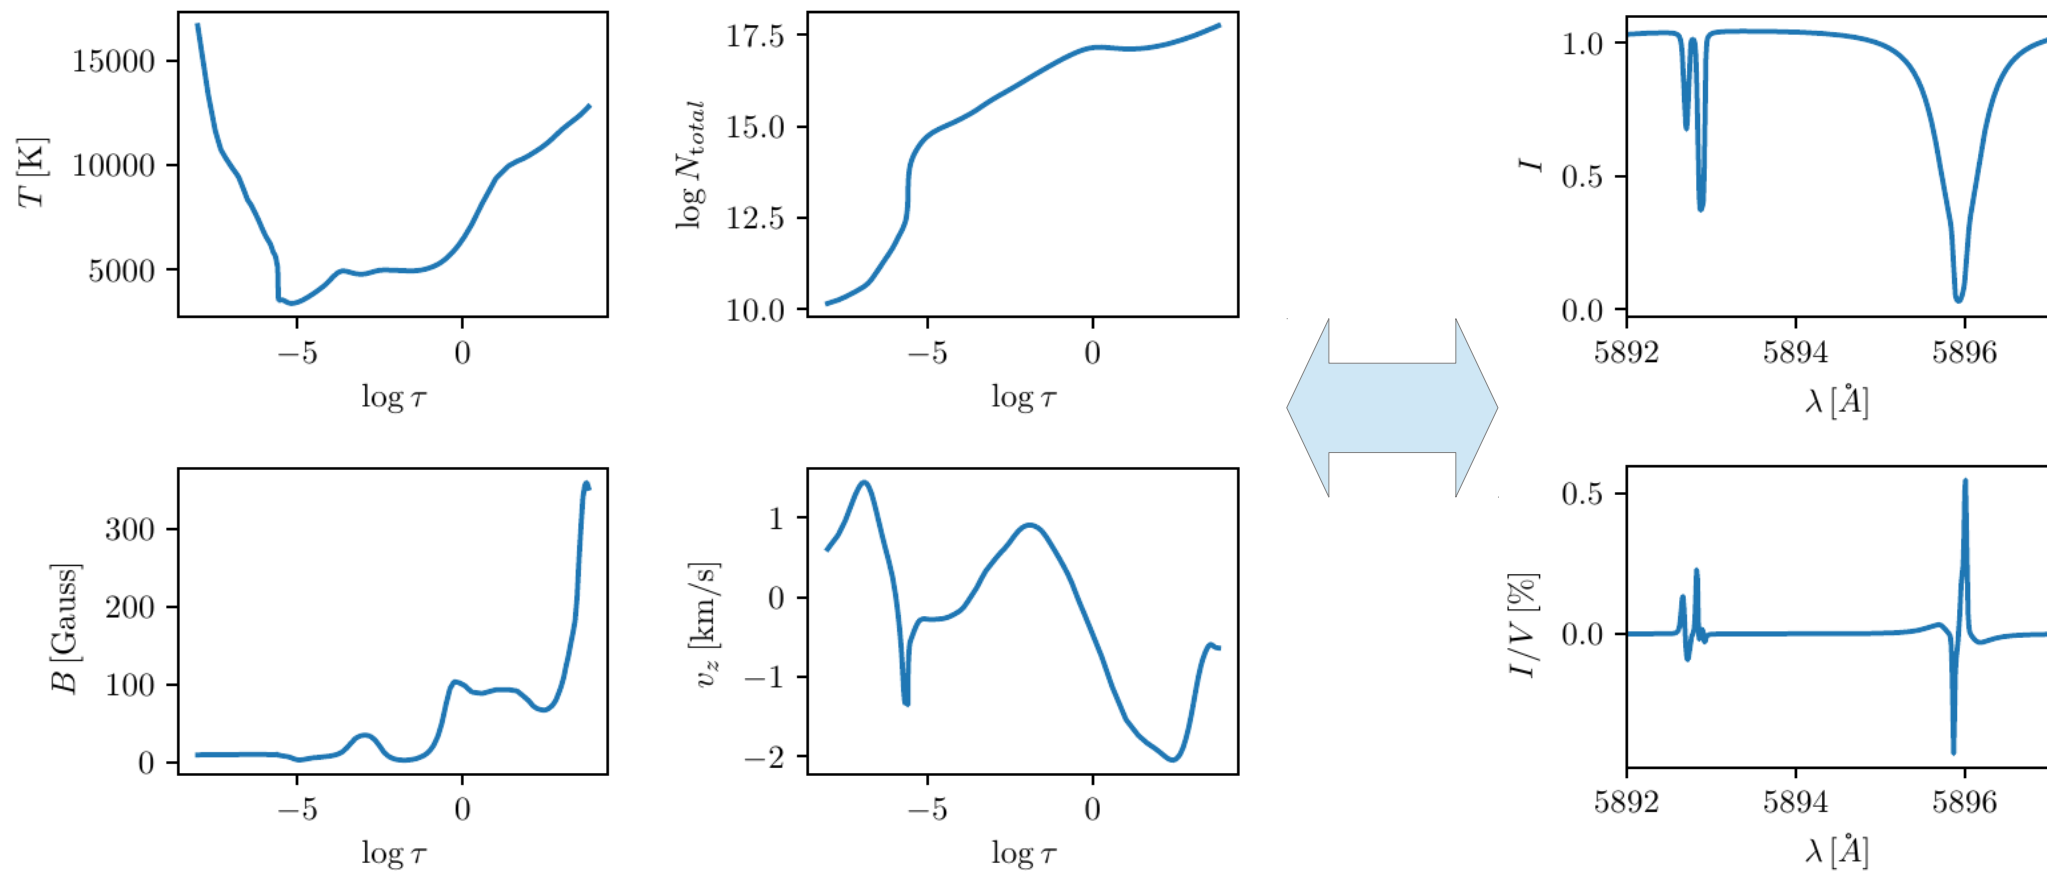 15000
10000
5000
T [K]
−5 0
log τ
17.5
15.0
12.5
10.0
log N_total
−5 0
log τ
1.0
0.5
0.0
I
5892 5894 5896
λ [Å]
300
200
100
0
B [Gauss]
−5 0
log τ
1
0
−1
−2
v_z [km/s]
−5 0
log τ
0.5
0.0
I/V [%]
5892 5894 5896
λ [Å]